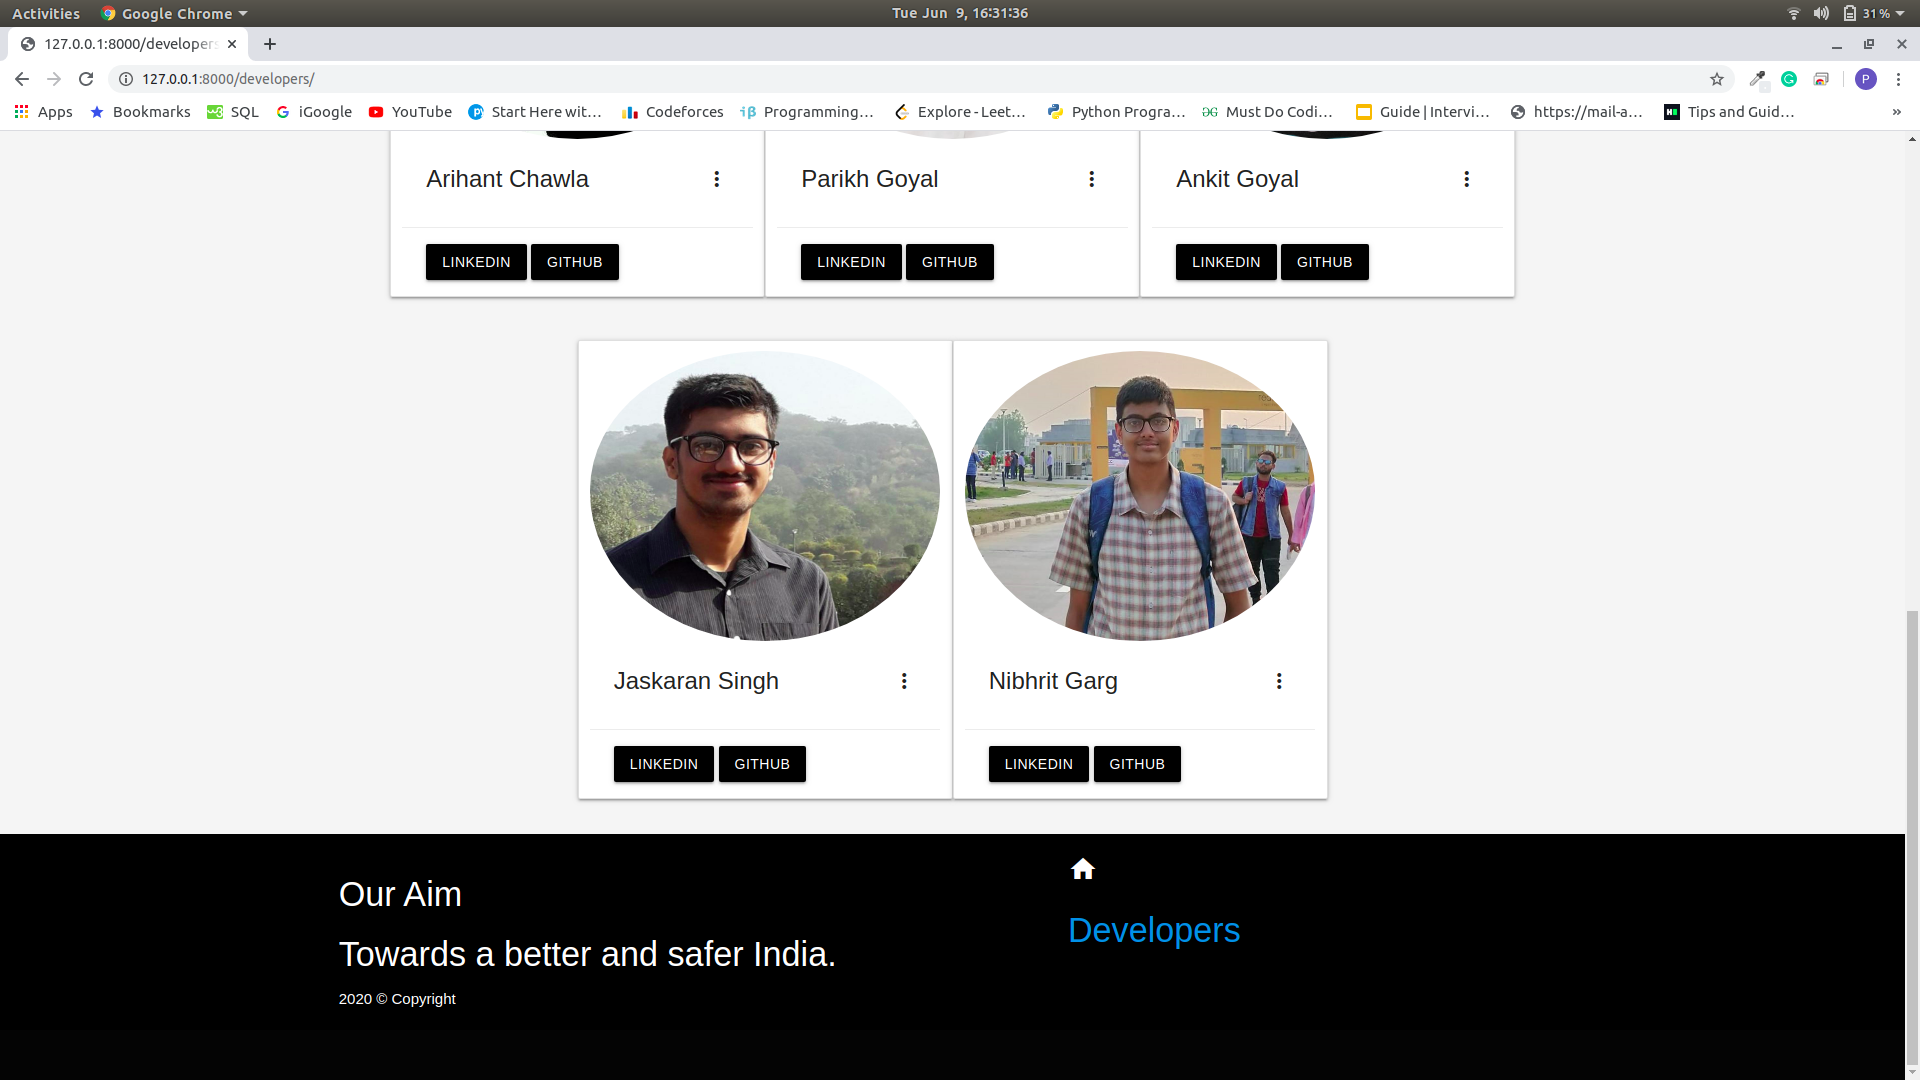 Activities Google Chrome Tue Jun 9, 16:31:36 31%
127.0.0.1:8000/developers
127.0.0.1:8000/developers/ P
Apps Bookmarks SQL iGoogle YouTube Start Here wit... Codeforces Programming... Explore - Leet... Python Progra... Must Do Codi... Guide | Intervi... https://mail-a... Tips and Guid... »
Arihant Chawla Parikh Goyal Ankit Goyal
LINKEDIN GITHUB LINKEDIN GITHUB LINKEDIN GITHUB
Jaskaran Singh Nibhrit Garg
LINKEDIN GITHUB LINKEDIN GITHUB
Our Aim
Developers
Towards a better and safer India.
2020 © Copyright